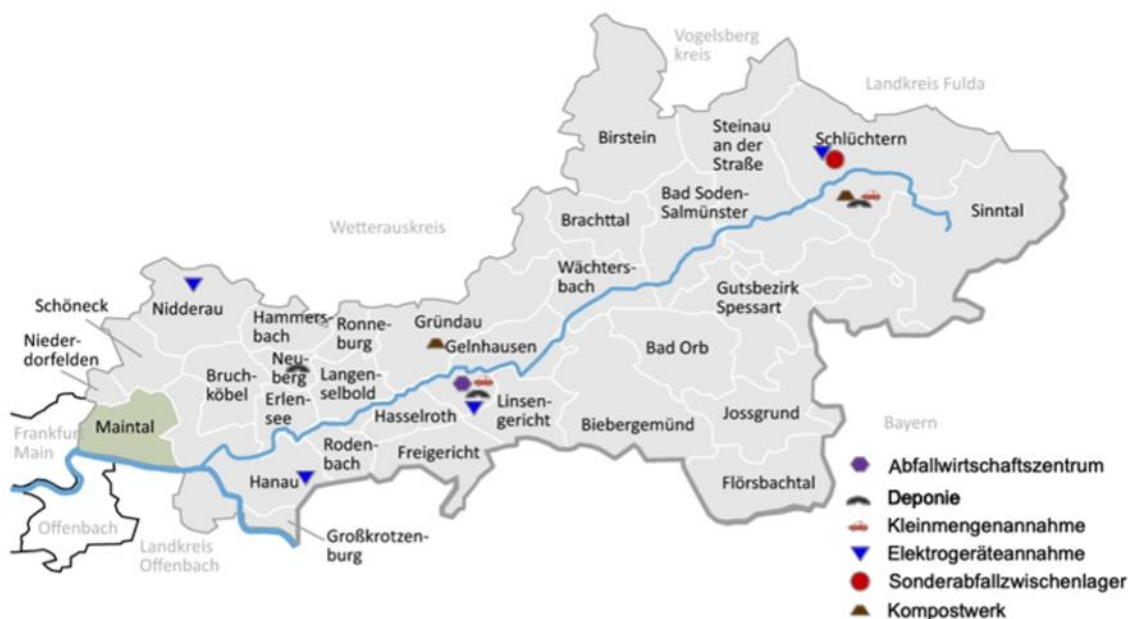 Vogelsberg
kreis
Landkreis Fulda
Birstein
Steinau
an der
Straße
Schlüchtern
Sinntal
Bad Soden-
Salmünster
Brachttal
Wetterauskreis
Wächters-
bach
Gutsbezirk
Spessart
Schöneck
Nidderau
Hammers-
bach
Ronne-
burg
Gründau
Gelnhausen
Bad Orb
Nieder-
dorfelden
Bruch-
köbel
Neu-
berg
Langen-
selbold
Erlen-
see
Hasselroth
Linsen-
gericht
Jossgrund
Biebergemünd
Maintal
Frankfurt
Main
Roden-
bach
Freigericht
Bayern
Hanau
Flörsbachtal
Offenbach
Landkreis
Offenbach
Großkrotzen-
burg
Abfallwirtschaftszentrum
Deponie
Kleinmengenannahme
Elektrogeräteannahme
Sonderabfallzwischenlager
Kompostwerk